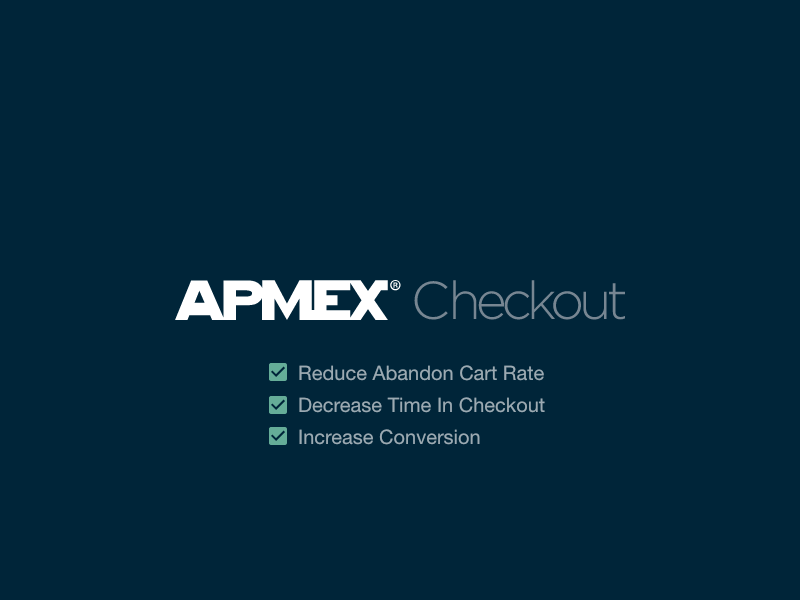 APMEX® Checkout
Reduce Abandon Cart Rate
Decrease Time In Checkout
Increase Conversion